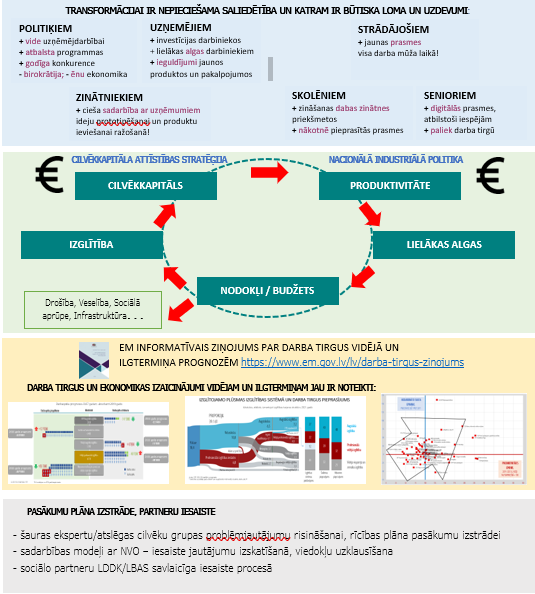 TRANSFORMĀCIJAI IR NEPIECIEŠAMA SALIEDĒTĪBA UN KATRAM IR BŪTISKA LOMA UN UZDEVUMI:
POLITIĶIEM
+ vide uzņēmējdarbībai
+ atbalsta programmas
+ godīga konkurence
- birokrātija; - ēnu ekonomika
UZŅĒMĒJIEM
+ investīcijas darbiniekos
+ lielākas algas darbiniekiem
+ ieguldījumi jaunos
produktos un pakalpojumos
STRĀDĀJOŠIEM
+ jaunas prasmes
visa darba mūža laikā!
ZINĀTNIEKIEM
+ cieša sadarbība ar uzņēmumiem
ideju prototipēšanai un produktu
ieviešanai ražošanā!
SKOLĒNIEM
+ zināšanas dabas zinātnes
priekšmetos
+ nākotnē pieprasītās prasmes
SENIORIEM
+ digitālās prasmes,
atbilstoši iespējām
+ paliek darba tirgū
CILVĒKKAPITĀLA ATTĪSTĪBAS STRATĒĢIJA
NACIONĀLĀ INDUSTRIĀLĀ POLITIKA
€
€
CILVĒKKAPITĀLS
PRODUKTIVITĀTE
IZGLĪTĪBA
LIELĀKAS ALGAS
NODOKĻI / BUDŽETS
Drošība, Veselība, Sociālā
aprūpe, Infrastruktūra...
EM INFORMATĪVAIS ZIŅOJUMS PAR DARBA TIRGUS VIDĒJĀ UN
ILGTERMIŅA PROGNOZĒM https://www.em.gov.lv/lv/darba-tirgus-zinojums
DARBA TIRGUS UN EKONOMIKAS IZAICINĀJUMI VIDĒJAM UN ILGTERMIŅAM JAU IR NOTEIKTI:
PASĀKUMU PLĀNA IZSTRĀDE, PARTNERU IESAISTE
- šauras ekspertu/atslēgas cilvēku grupas problēmjautājumu risināšanai, rīcības plāna pasākumu izstrādei
- sadarbības modeļi ar NVO – iesaiste jautājumu izskatīšanā, viedokļu uzklausīšana
- sociālo partneru LDDK/LBAS savlaicīga iesaiste procesā